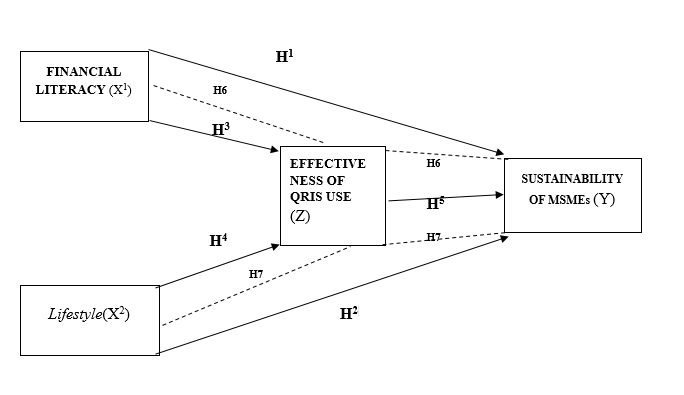 H¹
FINANCIAL
LITERACY (X¹)
H6
H³
EFFECTIVE
NESS OF
QRIS USE
(Z)
H6
SUSTAINABILITY
OF MSMEs (Y)
H⁵
H⁴
H7
H7
Lifestyle(X²)
H²